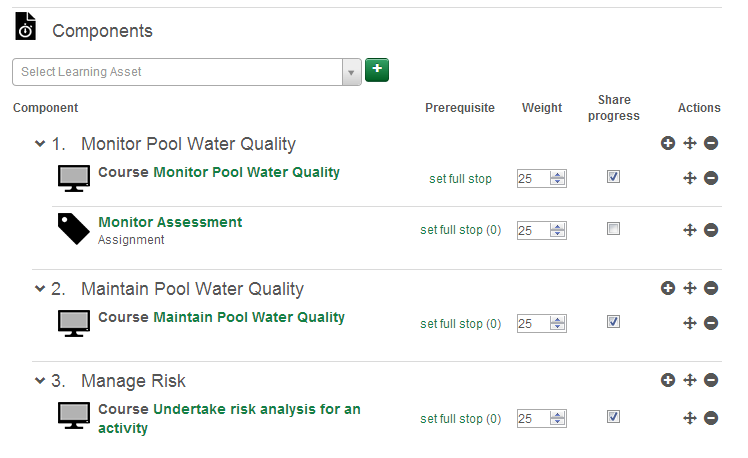 Components
Select Learning Asset
Component Prerequisite Weight Share progress Actions
1. Monitor Pool Water Quality
Course Monitor Pool Water Quality set full stop 25
Monitor Assessment
Assignment set full stop (0) 25
2. Maintain Pool Water Quality
Course Maintain Pool Water Quality set full stop (0) 25
3. Manage Risk
Course Undertake risk analysis for an
activity set full stop (0) 25